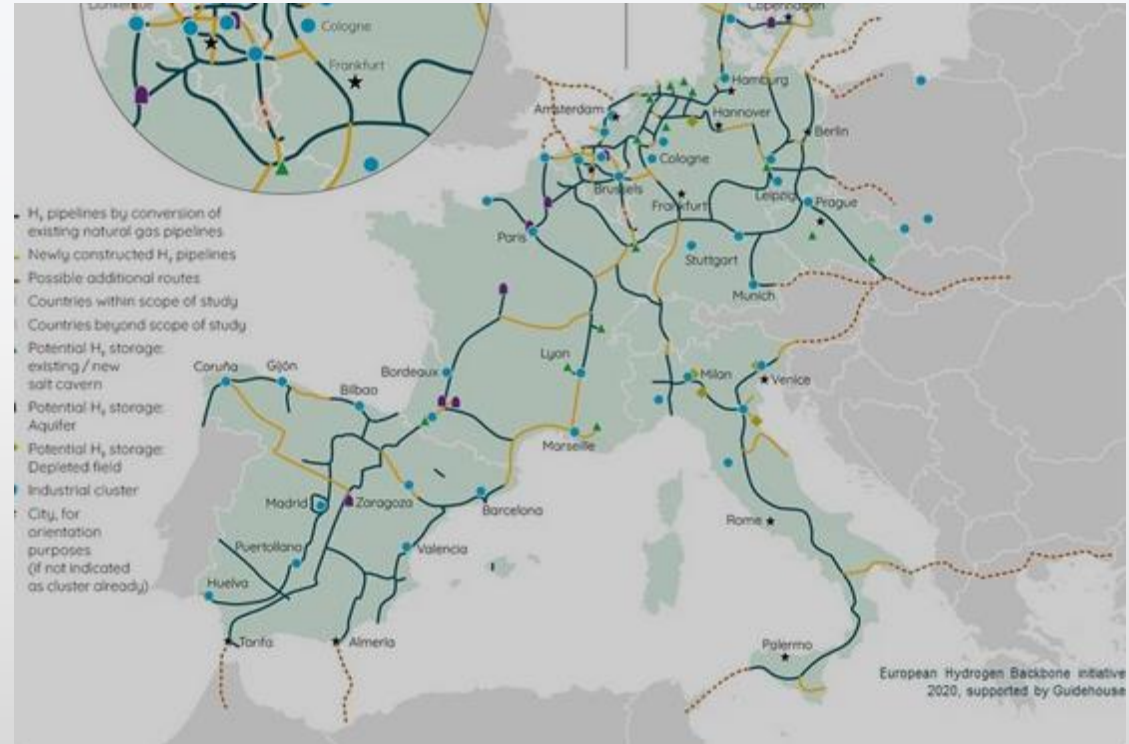 Dunkerque
Cologne
Frankfurt
H₂ pipelines by conversion of
existing natural gas pipelines
Newly constructed H₂ pipelines
Possible additional routes
Countries within scope of study
Countries beyond scope of study
Potential H₂ storage:
existing / new
salt cavern
Potential H₂ storage:
Aquifer
Potential H₂ storage:
Depleted field
Industrial cluster
City, for
orientation
purposes
(if not indicated
as cluster already)
Copenhagen
Hamburg
Amsterdam
Hannover
Berlin
Cologne
Brussels
Leipzig
Frankfurt
Prague
Paris
Stuttgart
Munich
Lyon
Coruña
Gijón
Bordeaux
Milan
Venice
Bilbao
Marseille
Madrid
Zaragoza
Barcelona
Rome
Puertollano
Valencia
Huelva
Tarifa
Almería
Palermo
European Hydrogen Backbone initiative
2020, supported by Guidehouse